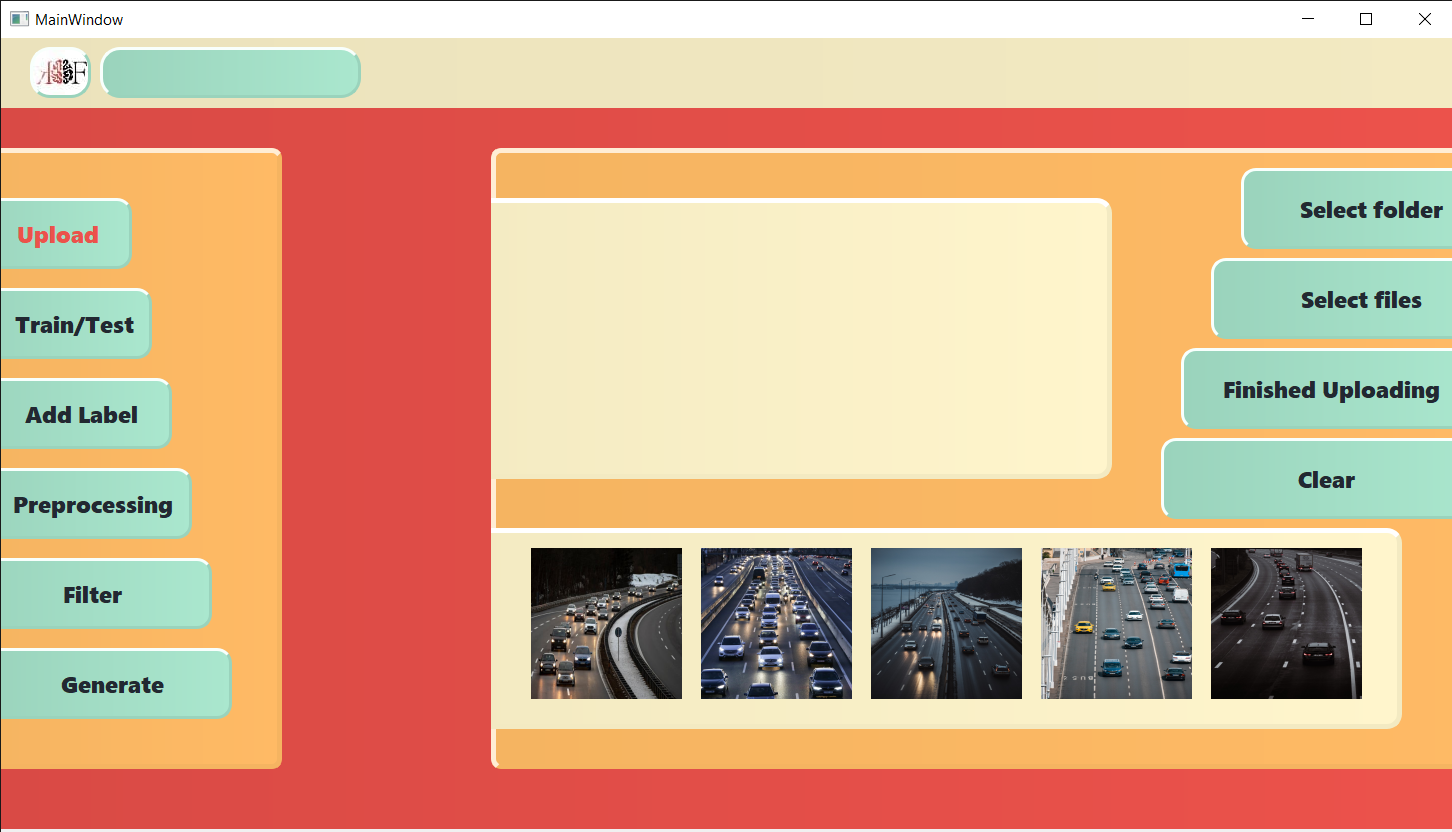 MainWindow
Upload
Train/Test
Add Label
Preprocessing
Filter
Generate
Select folder
Select files
Finished Uploading
Clear